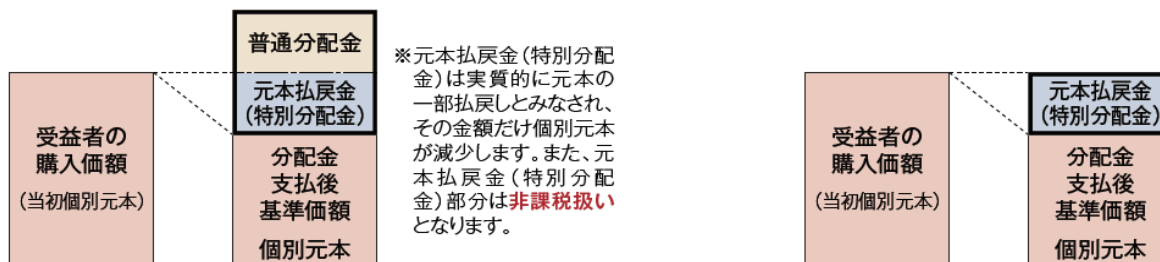 受益者の
購入価額
(当初個別元本)
普通分配金
元本払戻金
(特別分配金)
分配金
支払後
基準価額
個別元本
※元本払戻金(特別分配
金)は実質的に元本の
一部払戻しとみなされ、
その金額だけ個別元本
が減少します。また、元
本払戻金(特別分配
金)部分は非課税扱い
となります。
受益者の
購入価額
(当初個別元本)
元本払戻金
(特別分配金)
分配金
支払後
基準価額
個別元本